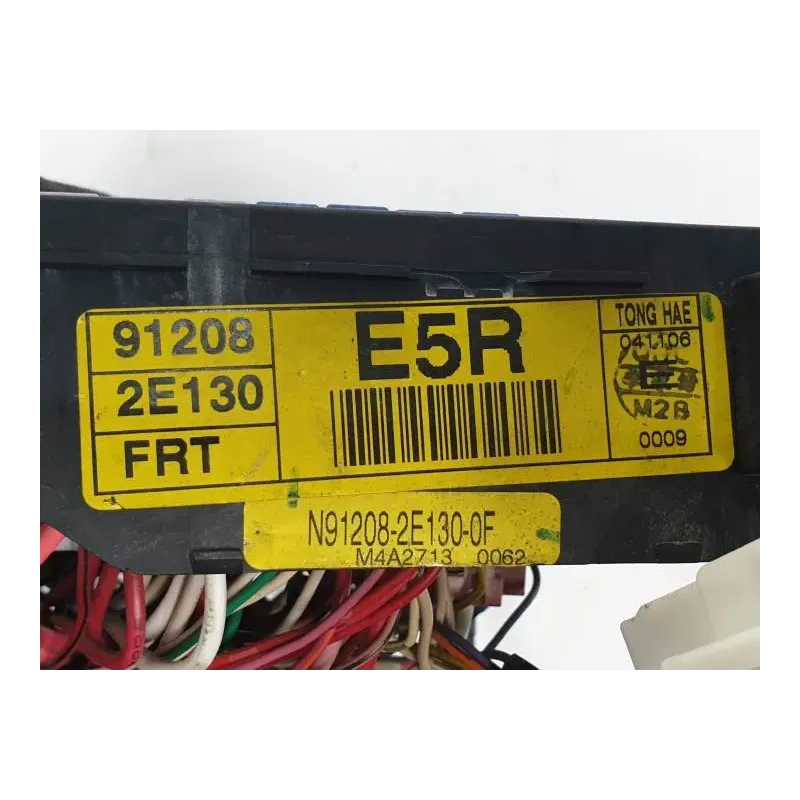 91208
2E130
FRT
E5R
TONG HAE
041106
E
M2B
0009
N91208-2E130-0F
M4A2713 0062